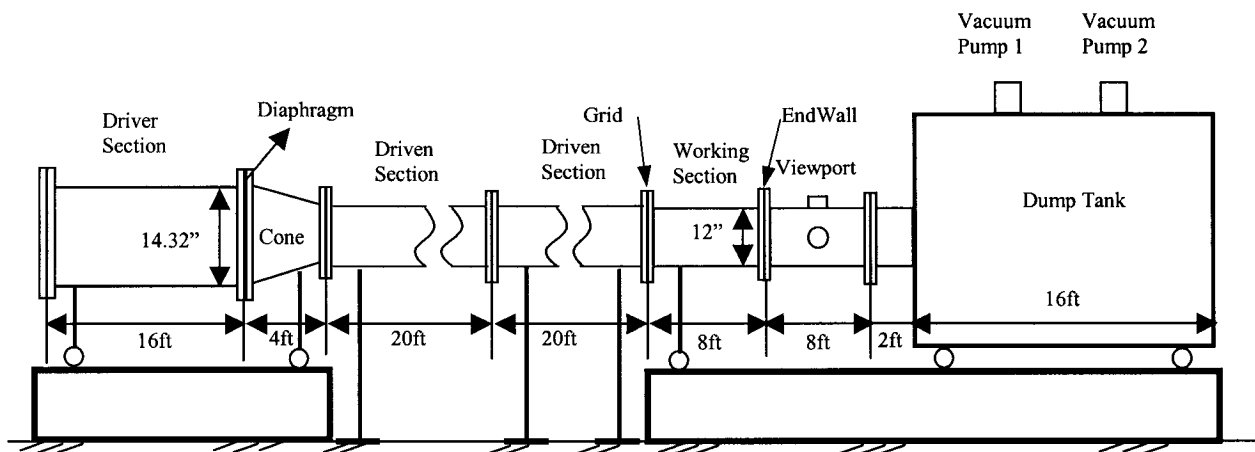 Vacuum
Pump 1
Vacuum
Pump 2
Diaphragm
Driver
Section
Grid
EndWall
Driven
Section
Driven
Section
Working
Section
Viewport
Dump Tank
14.32”
Cone
12”
16ft
4ft
20ft
20ft
8ft
8ft
2ft
16ft